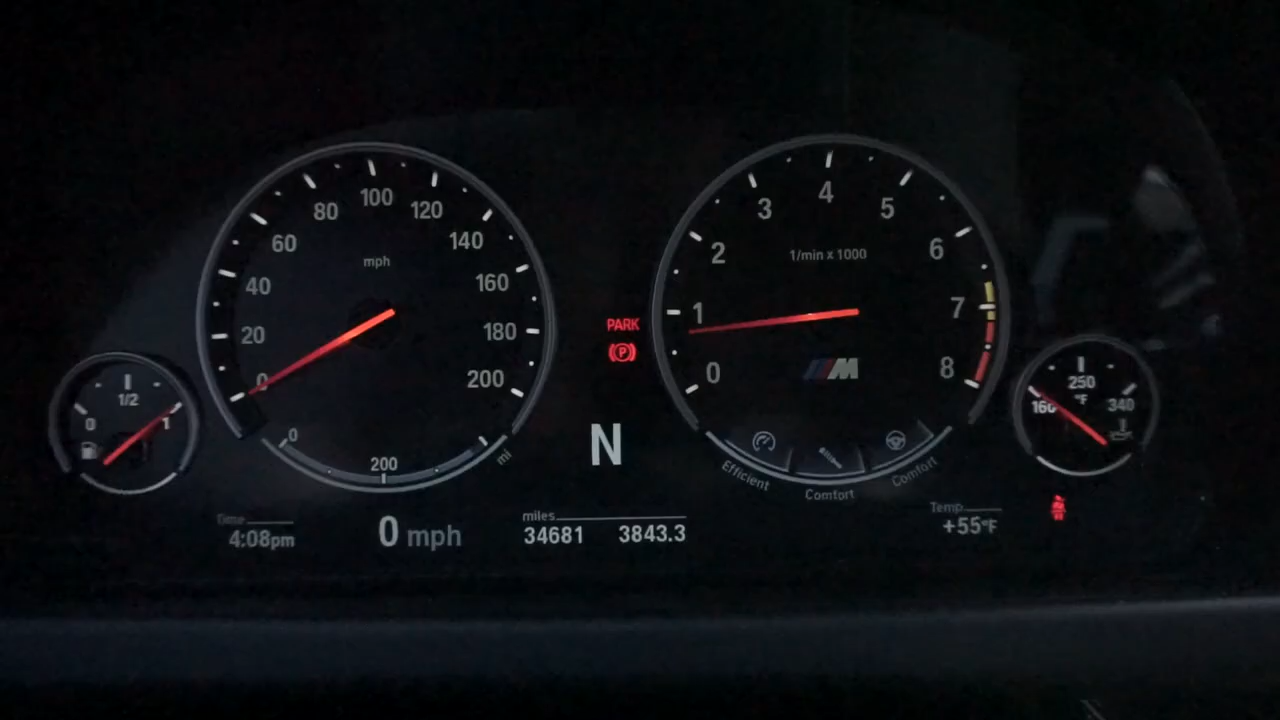 0
20
40
60
80
100
120
140
160
180
200
mph
0
200
mi
0
1/2
1
PARK
P
N
0
1
2
3
4
5
6
7
8
1/min x 1000
M
Efficient
Comfort
Comfort
160
250
°F
340
Time
4:08pm
0 mph
miles
34681 3843.3
Temp
+55°F